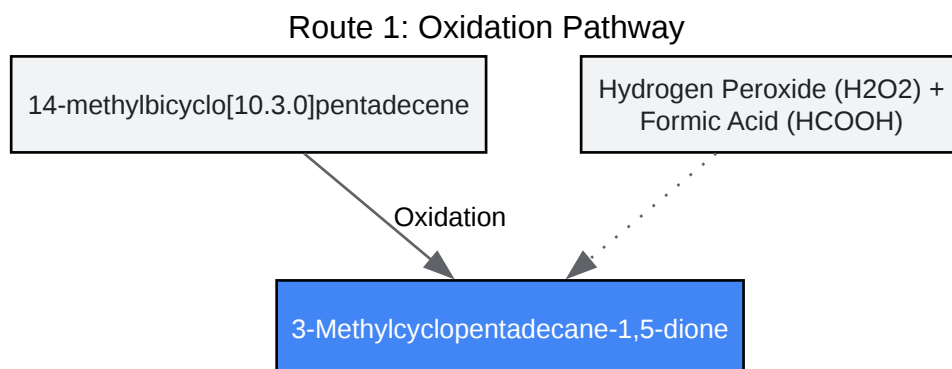 Route 1: Oxidation Pathway
14-methylbicyclo[10.3.0]pentadecene
Hydrogen Peroxide (H2O2) +
Formic Acid (HCOOH)
Oxidation
3-Methylcyclopentadecane-1,5-dione